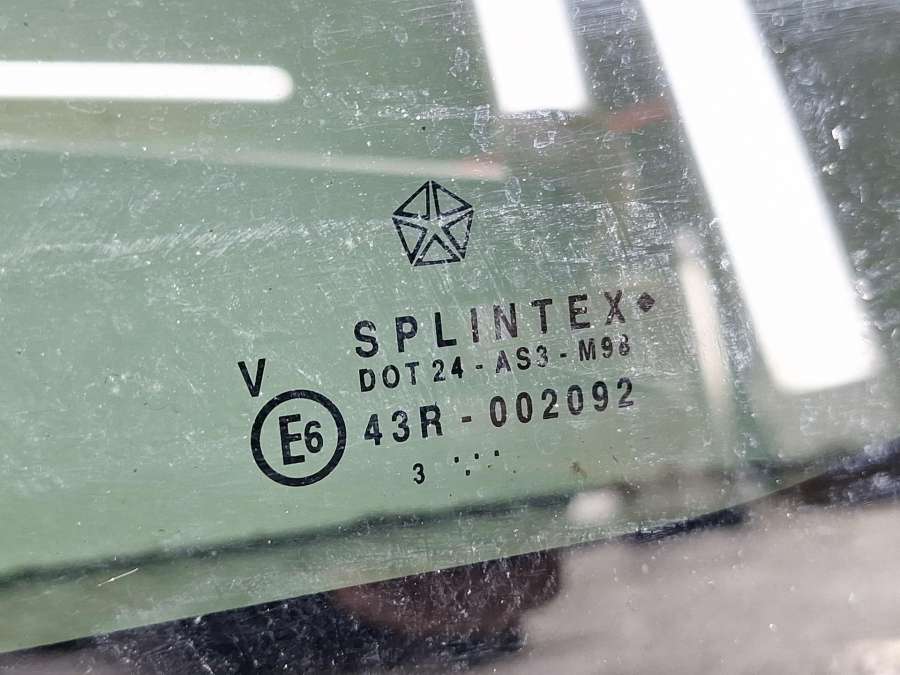 SPLINTEX
DOT 24 - AS3 - M98
V
E6
43R - 002092
3